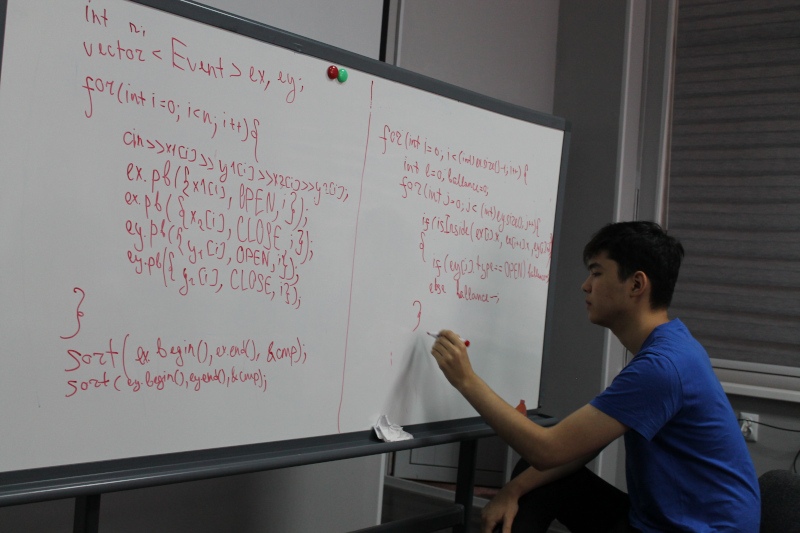 int n;
vector < Event > ex, ey;
for(int i=0; i<n; i++){
cin>>x1[i]>>y1[i]>>x2[i]>>y2[i];
ex.pb({x1[i], OPEN, i});
ex.pb({x2[i], CLOSE, i});
ey.pb({y1[i], OPEN, i});
ey.pb({y2[i], CLOSE, i});
}
sort( ex.begin(), ex.end(), &cmp);
sort( ey.begin(), ey.end(), &cmp);
for(int i=0; i<(int)ex.size()-1; i++) {
int l=0, ballance=0;
for(int j=0; j<(int)ey.size(); j++){
if(isInside(ex[i].x, ex[i+1].x,
{
if(ey[j].type==OPEN)
else ballance--;
}